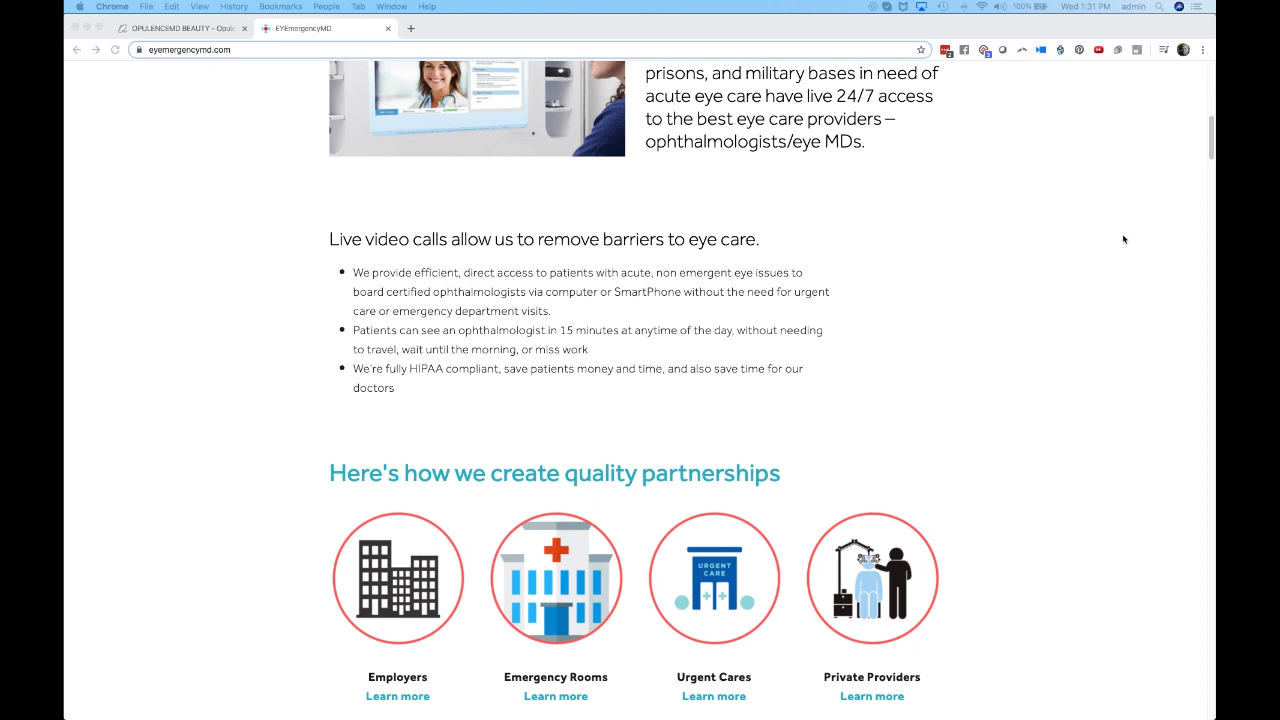 Chrome File Edit View History Bookmarks People Tab Window Help 100% Wed 1:31 PM admin
OPULENCEMD BEAUTY – Opule
EYEmergencyMD
eyemergencymd.com
prisons, and military bases in need of
acute eye care have live 24/7 access
to the best eye care providers –
ophthalmologists/eye MDs.
Live video calls allow us to remove barriers to eye care.
We provide efficient, direct access to patients with acute, non emergent eye issues to
board certified ophthalmologists via computer or SmartPhone without the need for urgent
care or emergency department visits.
Patients can see an ophthalmologist in 15 minutes at anytime of the day, without needing
to travel, wait until the morning, or miss work
We're fully HIPAA compliant, save patients money and time, and also save time for our
doctors
Here's how we create quality partnerships
URGENT
CARE
Employers Emergency Rooms Urgent Cares Private Providers
Learn more Learn more Learn more Learn more